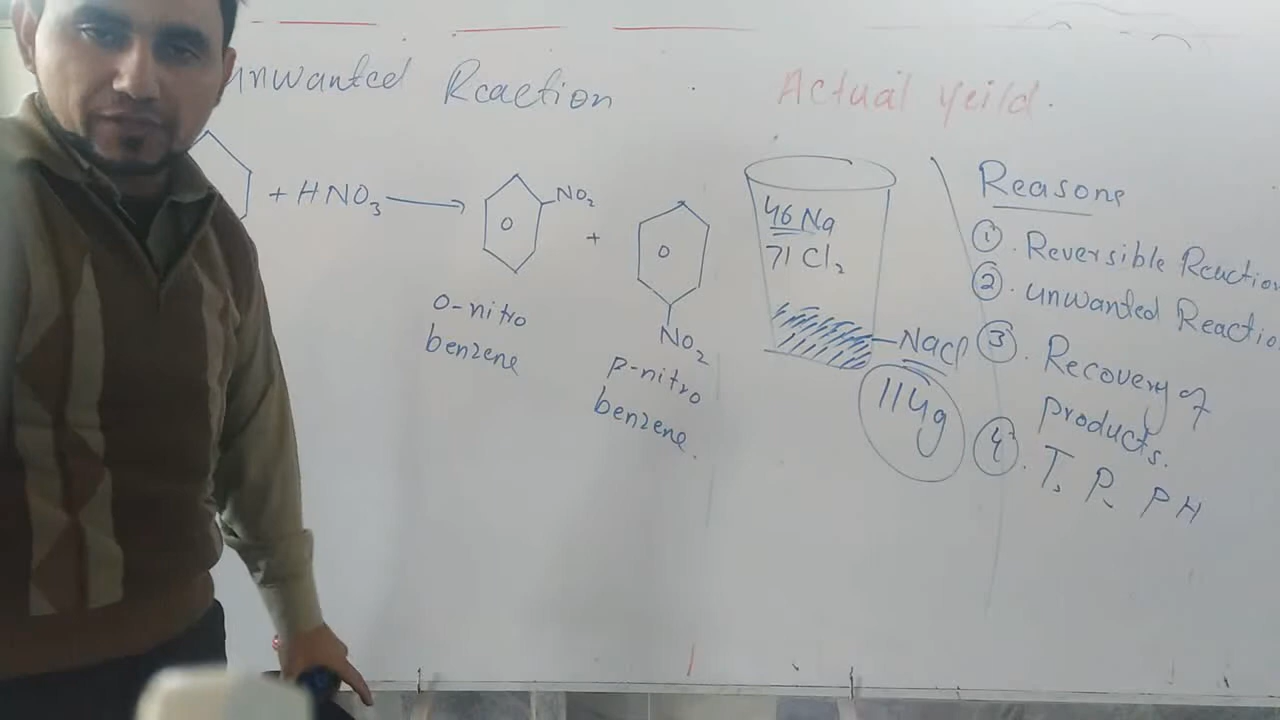 unwanted Reaction
Actual yeild.
+ HNO₃ ⟶
NO₂
+
NO₂
o-nitro
benzene
p-nitro
benzene.
46 Na
71 Cl₂
NaCl
114g
Reasons
① . Reversible Reaction
② . unwanted Reactio
③ . Recovery of
products.
④ . T, P, PH